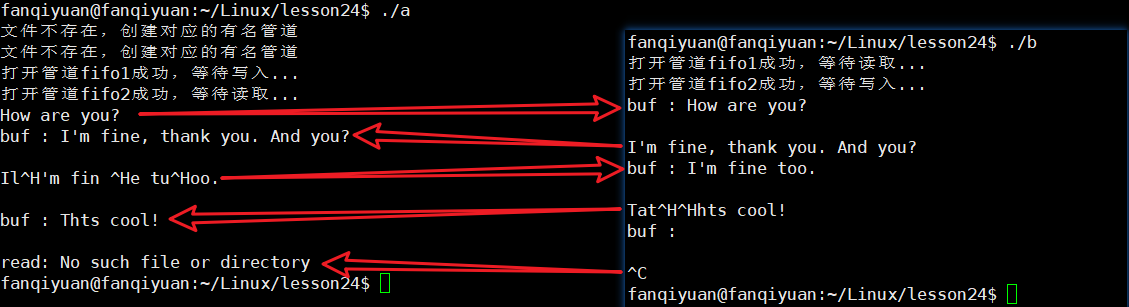 fanqiyuan@fanqiyuan:~/Linux/lesson24$ ./a
文件不存在，创建对应的有名管道
文件不存在，创建对应的有名管道
打开管道fifo1成功，等待写入...
打开管道fifo2成功，等待读取...
How are you?
buf : I'm fine, thank you. And you?
Il^H'm fin ^He tu^Hoo.
buf : Thts cool!
read: No such file or directory
fanqiyuan@fanqiyuan:~/Linux/lesson24$
fanqiyuan@fanqiyuan:~/Linux/lesson24$ ./b
打开管道fifo1成功，等待读取...
打开管道fifo2成功，等待写入...
buf : How are you?
I'm fine, thank you. And you?
buf : I'm fine too.
Tat^H^Hhts cool!
buf :
^C
fanqiyuan@fanqiyuan:~/Linux/lesson24$